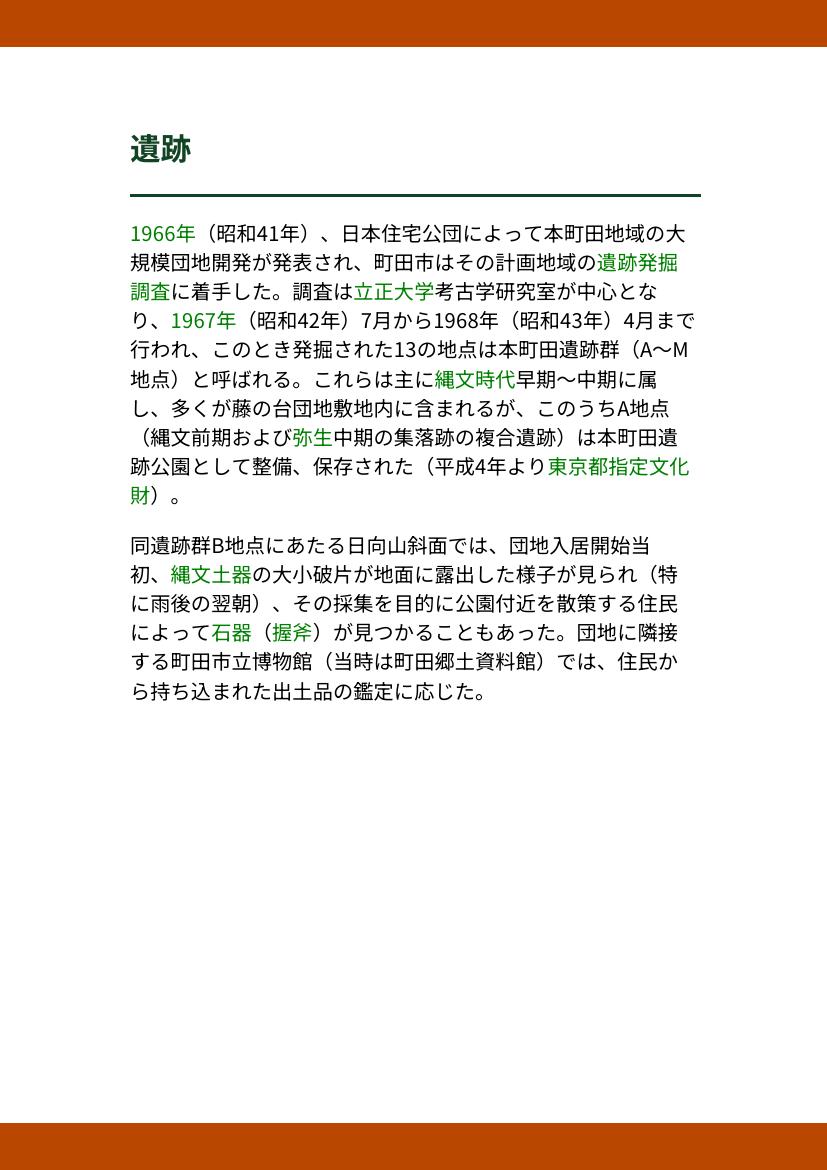 遺跡
1966年（昭和41年）、日本住宅公団によって本町田地域の大
規模団地開発が発表され、町田市はその計画地域の遺跡発掘
調査に着手した。調査は立正大学考古学研究室が中心とな
り、1967年（昭和42年）7月から1968年（昭和43年）4月まで
行われ、このとき発掘された13の地点は本町田遺跡群（A〜M
地点）と呼ばれる。これらは主に縄文時代早期〜中期に属
し、多くが藤の台団地敷地内に含まれるが、このうちA地点
（縄文前期および弥生中期の集落跡の複合遺跡）は本町田遺
跡公園として整備、保存された（平成4年より東京都指定文化
財）。
同遺跡群B地点にあたる日向山斜面では、団地入居開始当
初、縄文土器の大小破片が地面に露出した様子が見られ（特
に雨後の翌朝）、その採集を目的に公園付近を散策する住民
によって石器（握斧）が見つかることもあった。団地に隣接
する町田市立博物館（当時は町田郷土資料館）では、住民か
ら持ち込まれた出土品の鑑定に応じた。